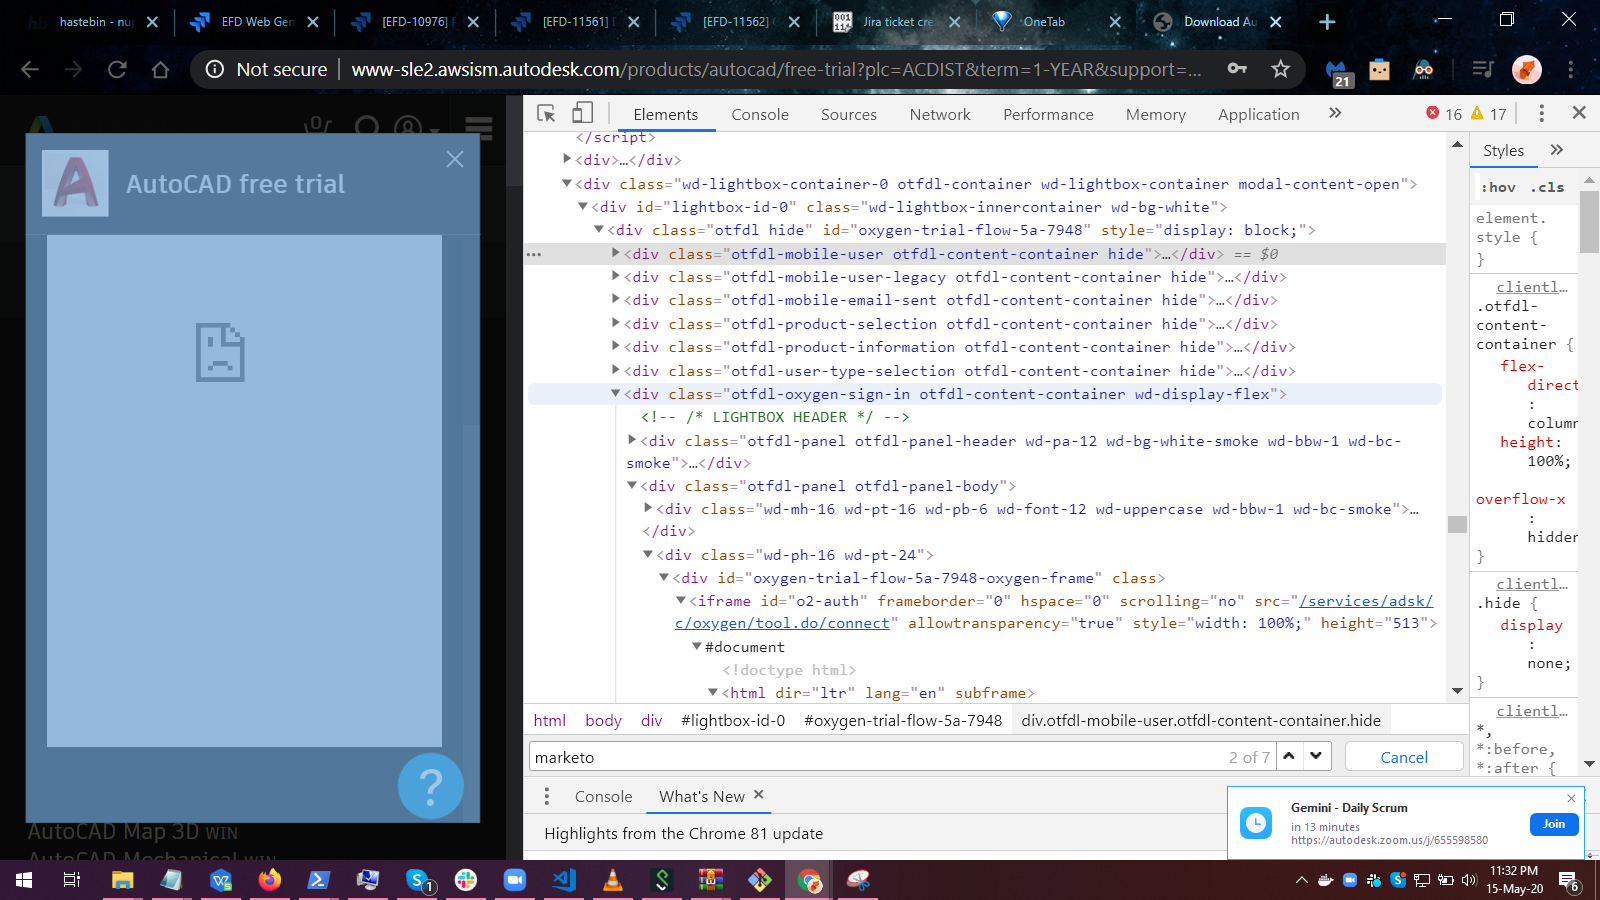 hastebin - nup
EFD Web Gen
[EFD-10976] F
[EFD-11561] D
[EFD-11562]
Jira ticket cre
OneTab
Download Au
Not secure
www-sle2.awsism.autodesk.com/products/autocad/free-trial?plc=ACDIST&term=1-YEAR&support=...
21
AutoCAD free trial
?
AutoCAD Map 3D WIN
AutoCAD Mechanical WIN
Elements
Console
Sources
Network
Performance
Memory
Application
16
17
</script>
<div>…</div>
<div class="wd-lightbox-container-0 otfdl-container wd-lightbox-container modal-content-open">
<div id="lightbox-id-0" class="wd-lightbox-innercontainer wd-bg-white">
<div class="otfdl hide" id="oxygen-trial-flow-5a-7948" style="display: block;">
<div class="otfdl-mobile-user otfdl-content-container hide">…</div> == $0
<div class="otfdl-mobile-user-legacy otfdl-content-container hide">…</div>
<div class="otfdl-mobile-email-sent otfdl-content-container hide">…</div>
<div class="otfdl-product-selection otfdl-content-container hide">…</div>
<div class="otfdl-product-information otfdl-content-container hide">…</div>
<div class="otfdl-user-type-selection otfdl-content-container hide">…</div>
<div class="otfdl-oxygen-sign-in otfdl-content-container wd-display-flex">
<!-- /* LIGHTBOX HEADER */ -->
<div class="otfdl-panel otfdl-panel-header wd-pa-12 wd-bg-white-smoke wd-bbw-1 wd-bc-
smoke">…</div>
<div class="otfdl-panel otfdl-panel-body">
<div class="wd-mh-16 wd-pt-16 wd-pb-6 wd-font-12 wd-uppercase wd-bbw-1 wd-bc-smoke">…
</div>
<div class="wd-ph-16 wd-pt-24">
<div id="oxygen-trial-flow-5a-7948-oxygen-frame" class>
<iframe id="o2-auth" frameborder="0" hspace="0" scrolling="no" src="/services/adsk/
c/oxygen/tool.do/connect" allowtransparency="true" style="width: 100%;" height="513">
#document
<!doctype html>
<html dir="ltr" lang="en" subframe>
html
body
div
#lightbox-id-0
#oxygen-trial-flow-5a-7948
div.otfdl-mobile-user.otfdl-content-container.hide
marketo
2 of 7
Cancel
Styles
:hov
.cls
element.
style {
}
clientl…
.otfdl-
content-
container {
flex-
direct
:
column
height:
100%;
overflow-x
:
hidden
}
clientl…
.hide {
display
:
none;
}
clientl…
*,
*:before,
*:after {
Console
What's New
Highlights from the Chrome 81 update
Gemini - Daily Scrum
in 13 minutes
https://autodesk.zoom.us/j/655598580
Join
1
11:32 PM
15-May-20
6